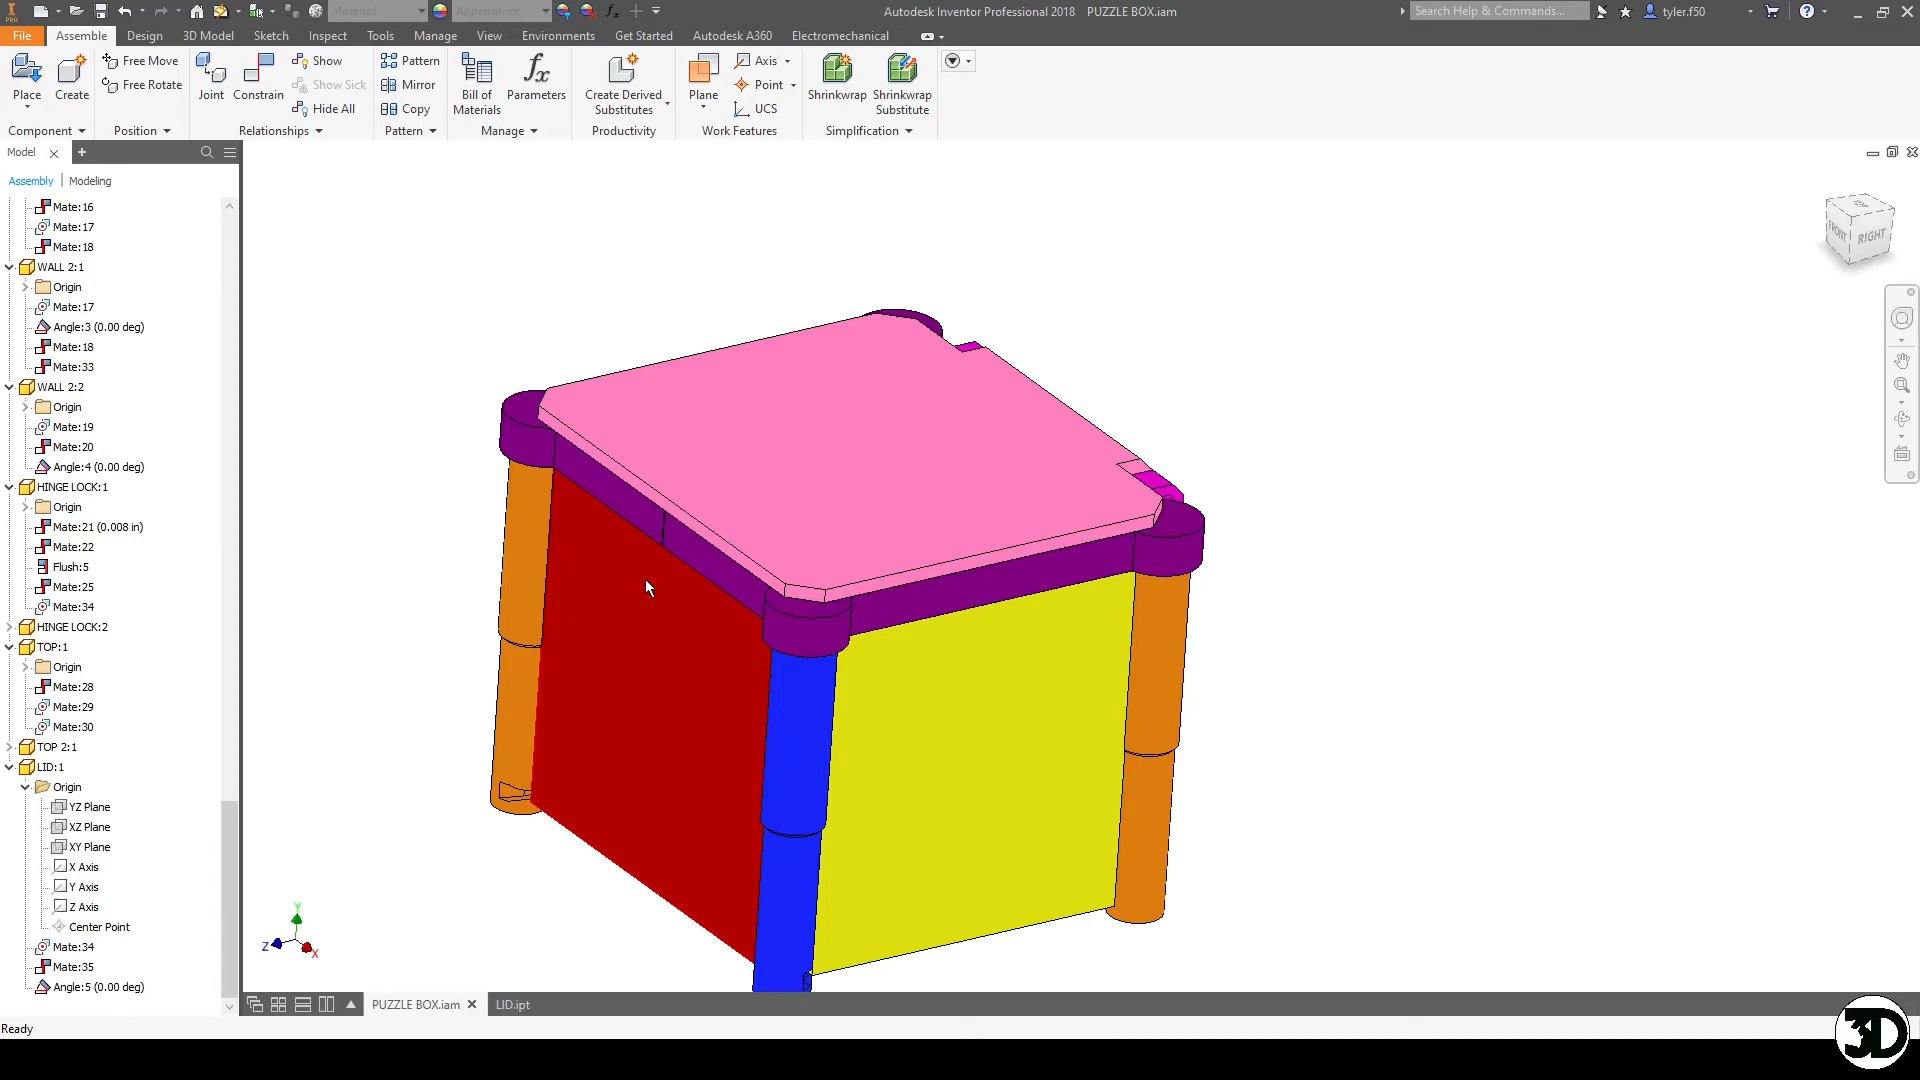 PRO
Material
Appearance
Autodesk Inventor Professional 2018 PUZZLE BOX.iam
Search Help & Commands...
tyler.f50
File Assemble Design 3D Model Sketch Inspect Tools Manage View Environments Get Started Autodesk A360 Electromechanical
Place
Create
Free Move
Free Rotate
Joint
Constrain
Show
Show Sick
Hide All
Pattern
Mirror
Copy
Bill of
Materials
Parameters
Create Derived
Substitutes
Plane
Axis
Point
UCS
Shrinkwrap
Shrinkwrap
Substitute
Component Position Relationships Pattern Manage Productivity Work Features Simplification
Model
Assembly | Modeling
Mate:16
Mate:17
Mate:18
WALL 2:1
Origin
Mate:17
Angle:3 (0.00 deg)
Mate:18
Mate:33
WALL 2:2
Origin
Mate:19
Mate:20
Angle:4 (0.00 deg)
HINGE LOCK:1
Origin
Mate:21 (0.008 in)
Mate:22
Flush:5
Mate:25
Mate:34
HINGE LOCK:2
TOP:1
Origin
Mate:28
Mate:29
Mate:30
TOP 2:1
LID:1
Origin
YZ Plane
XZ Plane
XY Plane
X Axis
Y Axis
Z Axis
Center Point
Mate:34
Mate:35
Angle:5 (0.00 deg)
TOP
FRONT
RIGHT
Y
Z
X
PUZZLE BOX.iam
LID.ipt
Ready
3D